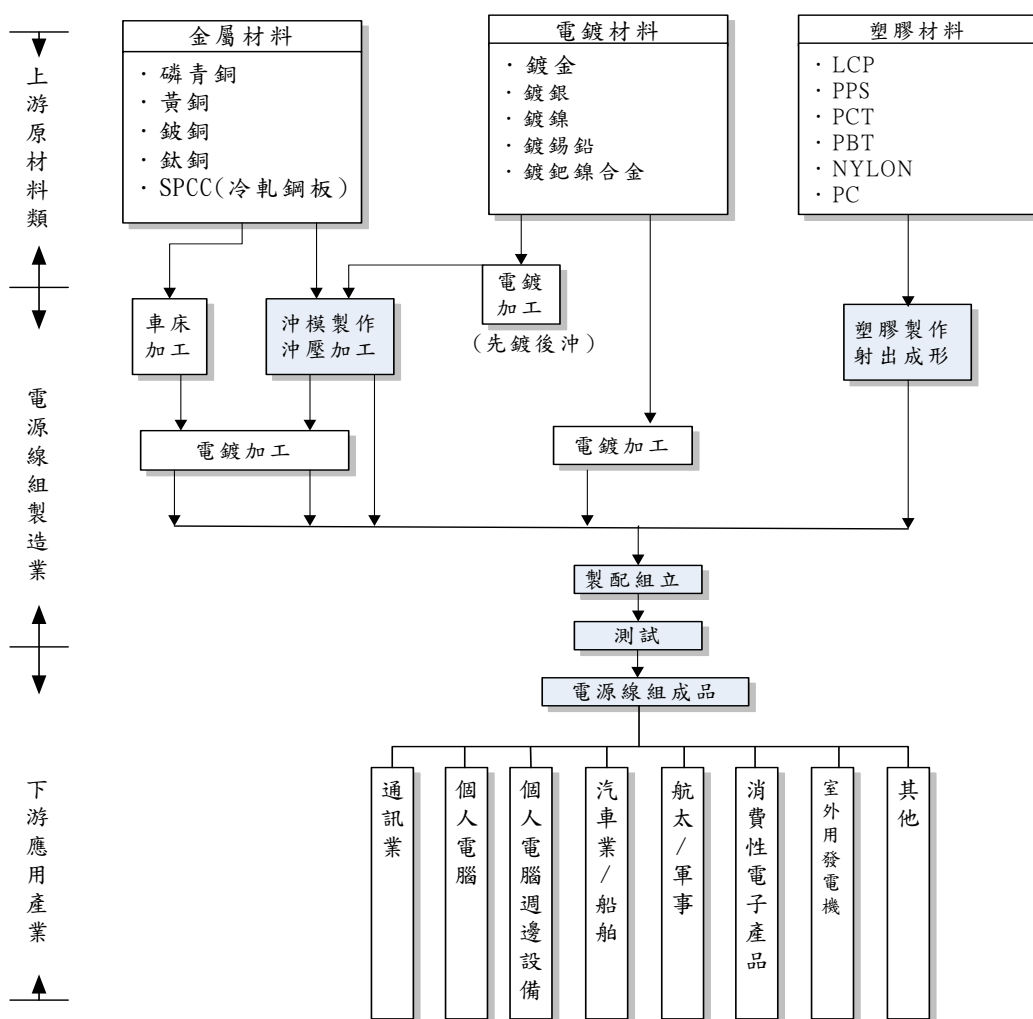 上游原材料類
金屬材料
· 磷青銅
· 黃銅
· 鈹銅
· 鈦銅
· SPCC(冷軋鋼板)
電鍍材料
· 鍍金
· 鍍銀
· 鍍鎳
· 鍍錫鉛
· 鍍鈀鎳合金
塑膠材料
· LCP
· PPS
· PCT
· PBT
· NYLON
· PC
電源線組製造業
車床
加工
沖模製作
沖壓加工
電鍍
加工
(先鍍後沖)
塑膠製作
射出成形
電鍍加工
電鍍加工
製配組立
測試
電源線組成品
下游應用產業
通訊業
個人電腦
個人電腦週邊設備
汽車業/船舶
航太/軍事
消費性電子產品
室外用發電機
其他